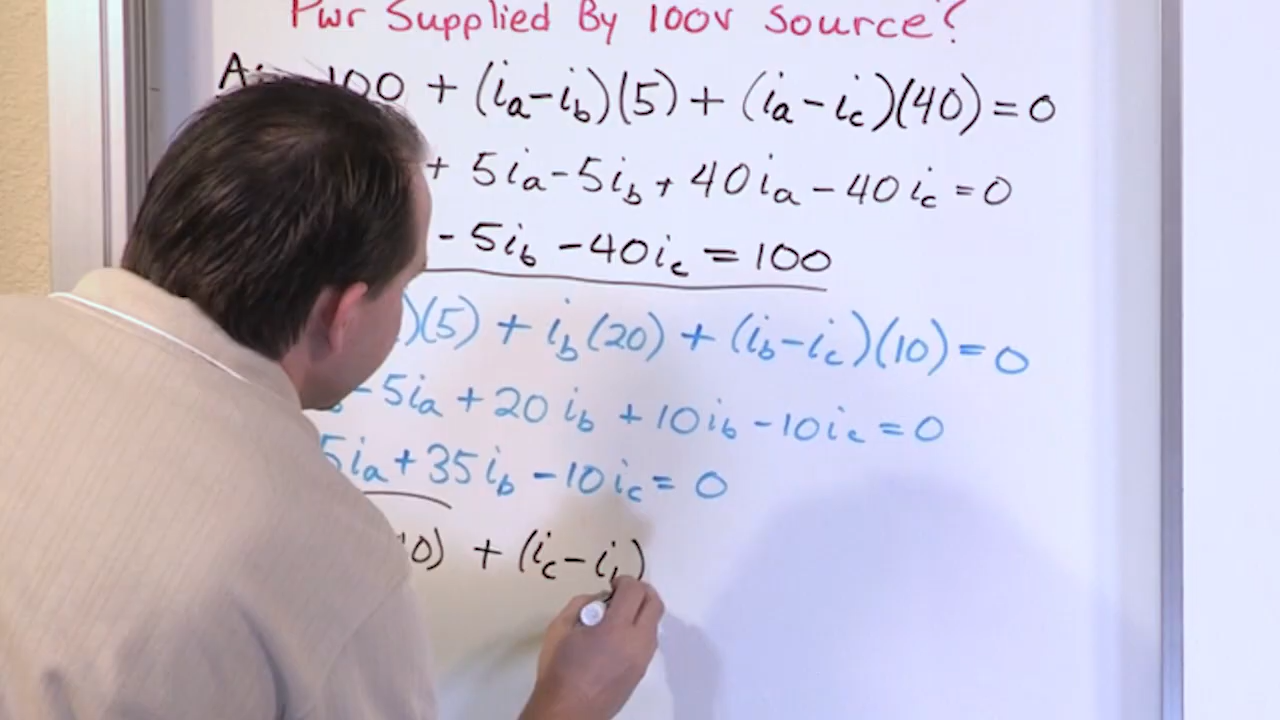 Pwr Supplied By 100V Source?
A: 100 + (ia-ib)(5) + (ia-ic)(40) = 0
+ 5ia-5ib + 40ia - 40ic = 0
- 5ib - 40ic = 100
)(5) + ib(20) + (ib-ic)(10) = 0
-5ia + 20ib + 10ib - 10ic = 0
5ia + 35ib - 10ic = 0
10) + (ic-ib)